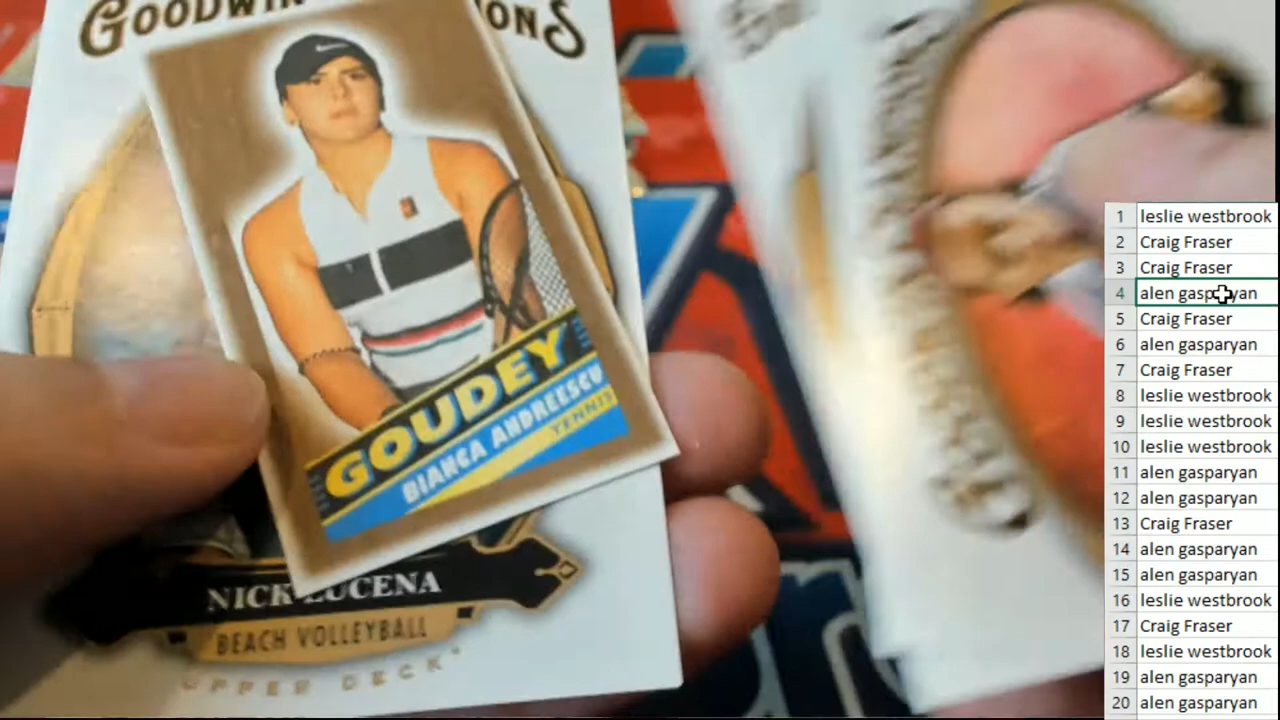 GOODWIN
ONS
GOUDEY
BIANCA ANDREESCU
TENNIS
NICK LUCENA
BEACH VOLLEYBALL
UPPER DECK
1 leslie westbrook
2 Craig Fraser
3 Craig Fraser
4 alen gasparyan
5 Craig Fraser
6 alen gasparyan
7 Craig Fraser
8 leslie westbrook
9 leslie westbrook
10 leslie westbrook
11 alen gasparyan
12 alen gasparyan
13 Craig Fraser
14 alen gasparyan
15 alen gasparyan
16 leslie westbrook
17 Craig Fraser
18 leslie westbrook
19 alen gasparyan
20 alen gasparyan